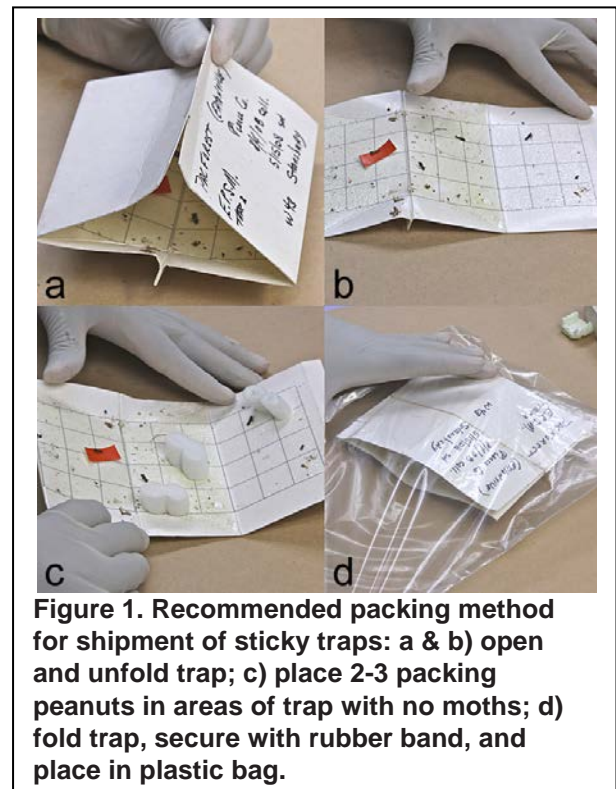 a
b
c
d
Figure 1. Recommended packing method
for shipment of sticky traps: a & b) open
and unfold trap; c) place 2-3 packing
peanuts in areas of trap with no moths; d)
fold trap, secure with rubber band, and
place in plastic bag.